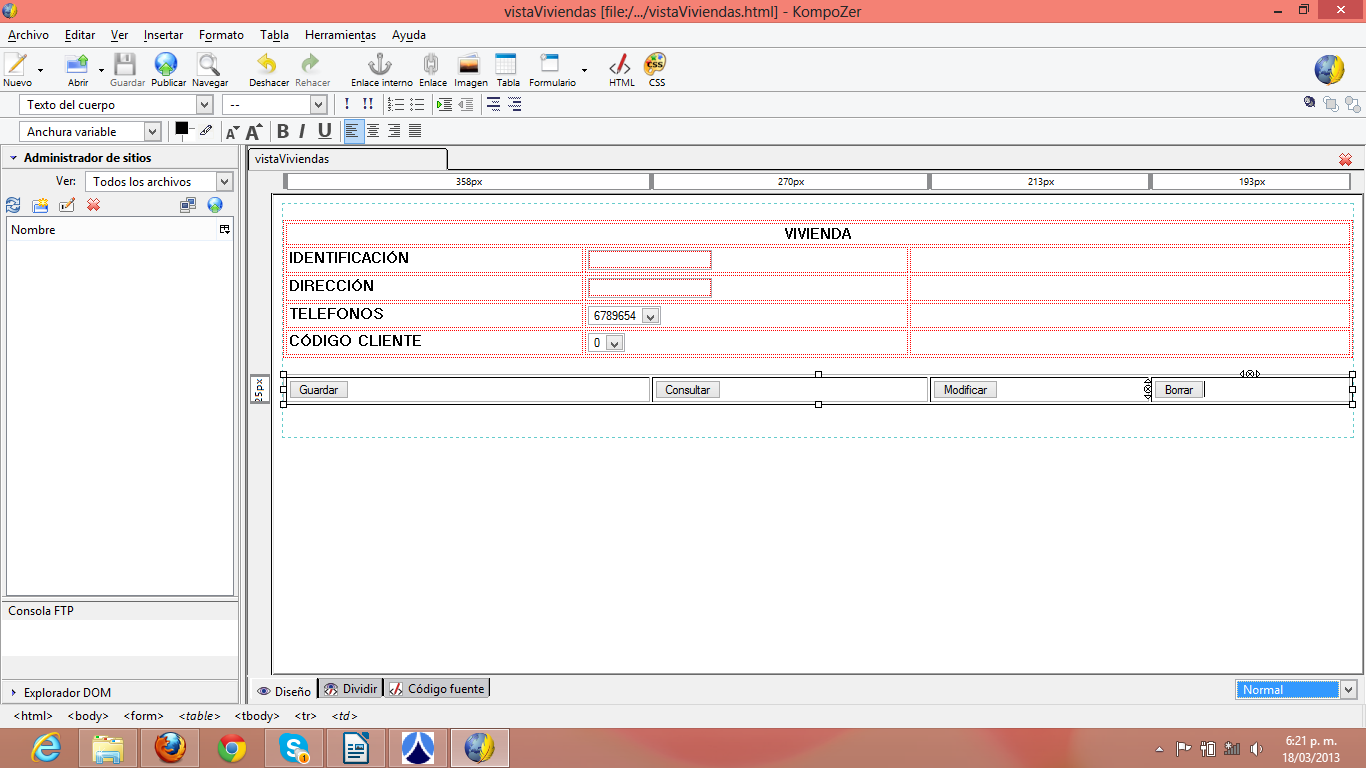 vistaViviendas [file:/.../vistaViviendas.html] - KompoZer
Archivo Editar Ver Insertar Formato Tabla Herramientas Ayuda
Nuevo Abrir Guardar Publicar Navegar Deshacer Rehacer Enlace interno Enlace Imagen Tabla Formulario HTML CSS
Texto del cuerpo -- ! !!
Anchura variable A A B I U
Administrador de sitios
Ver: Todos los archivos
Nombre
Consola FTP
Explorador DOM
vistaViviendas
358px 270px 213px 193px
VIVIENDA
IDENTIFICACIÓN
DIRECCIÓN
TELEFONOS 6789654
CÓDIGO CLIENTE 0
25px
Guardar Consultar Modificar Borrar
Diseño Dividir Código fuente Normal
<html> <body> <form> <table> <tbody> <tr> <td>
6:21 p. m.
18/03/2013